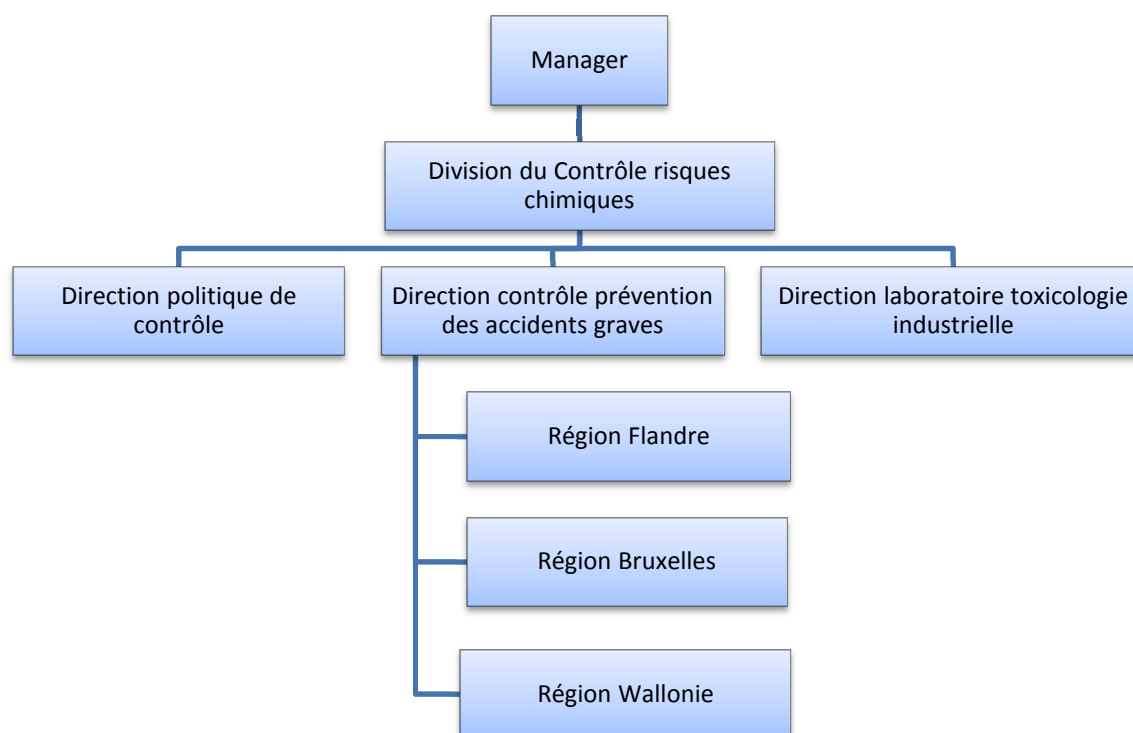 Manager
Division du Contrôle risques
chimiques
Direction politique de
contrôle
Direction contrôle prévention
des accidents graves
Direction laboratoire toxicologie
industrielle
Région Flandre
Région Bruxelles
Région Wallonie